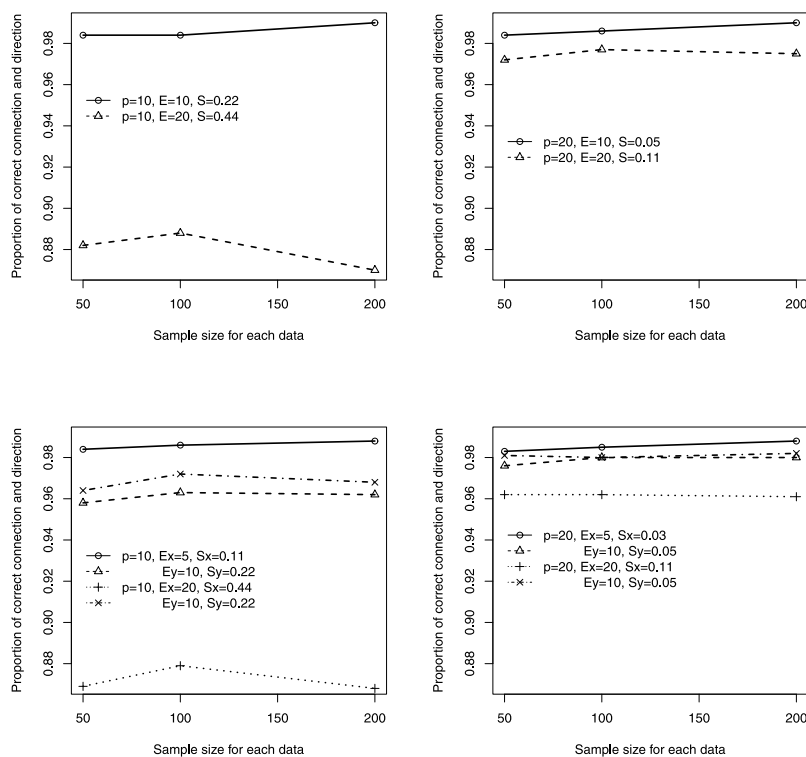 Proportion of correct connection and direction
0.98
0.96
0.94
0.92
0.90
0.88
p=10, E=10, S=0.22
p=10, E=20, S=0.44
50 100 150 200
Sample size for each data
Proportion of correct connection and direction
0.98
0.96
0.94
0.92
0.90
0.88
p=20, E=10, S=0.05
p=20, E=20, S=0.11
50 100 150 200
Sample size for each data
Proportion of correct connection and direction
0.98
0.96
0.94
0.92
0.90
0.88
p=10, Ex=5, Sx=0.11
Ey=10, Sy=0.22
p=10, Ex=20, Sx=0.44
Ey=10, Sy=0.22
50 100 150 200
Sample size for each data
Proportion of correct connection and direction
0.98
0.96
0.94
0.92
0.90
0.88
p=20, Ex=5, Sx=0.03
Ey=10, Sy=0.05
p=20, Ex=20, Sx=0.11
Ey=10, Sy=0.05
50 100 150 200
Sample size for each data